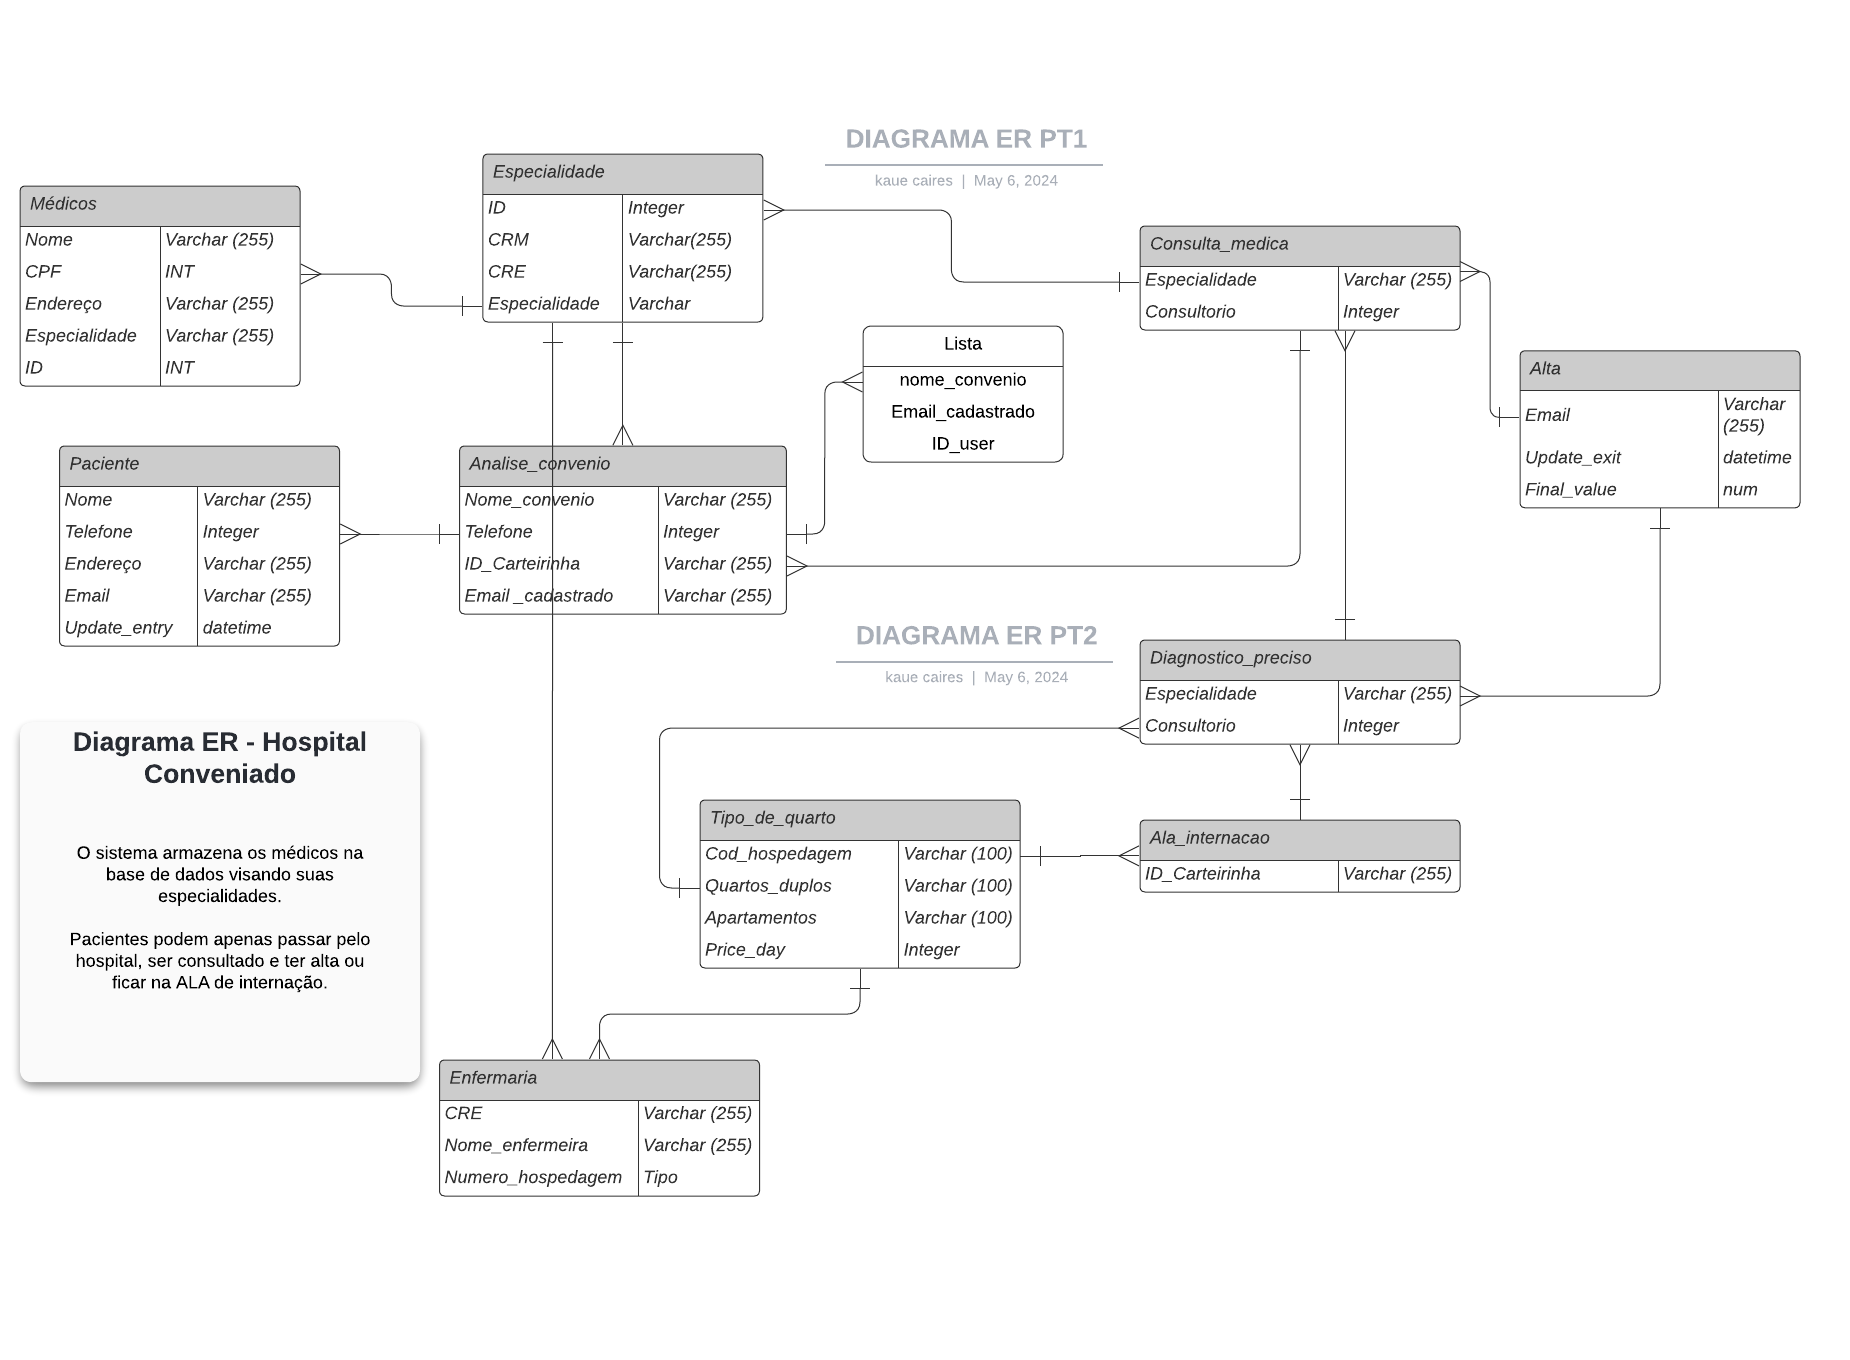 DIAGRAMA ER PT1
kaue caires | May 6, 2024
Médicos
Nome Varchar (255)
CPF INT
Endereço Varchar (255)
Especialidade Varchar (255)
ID INT
Especialidade
ID Integer
CRM Varchar(255)
CRE Varchar(255)
Especialidade Varchar
Consulta_medica
Especialidade Varchar (255)
Consultorio Integer
Lista
nome_convenio
Email_cadastrado
ID_user
Alta
Email Varchar
(255)
Update_exit datetime
Final_value num
Paciente
Nome Varchar (255)
Telefone Integer
Endereço Varchar (255)
Email Varchar (255)
Update_entry datetime
Analise_convenio
Nome_convenio Varchar (255)
Telefone Integer
ID_Carteirinha Varchar (255)
Email _cadastrado Varchar (255)
DIAGRAMA ER PT2
kaue caires | May 6, 2024
Diagnostico_preciso
Especialidade Varchar (255)
Consultorio Integer
Diagrama ER - Hospital
Conveniado
O sistema armazena os médicos na
base de dados visando suas
especialidades.
Pacientes podem apenas passar pelo
hospital, ser consultado e ter alta ou
ficar na ALA de internação.
Tipo_de_quarto
Cod_hospedagem Varchar (100)
Quartos_duplos Varchar (100)
Apartamentos Varchar (100)
Price_day Integer
Ala_internacao
ID_Carteirinha Varchar (255)
Enfermaria
CRE Varchar (255)
Nome_enfermeira Varchar (255)
Numero_hospedagem Tipo